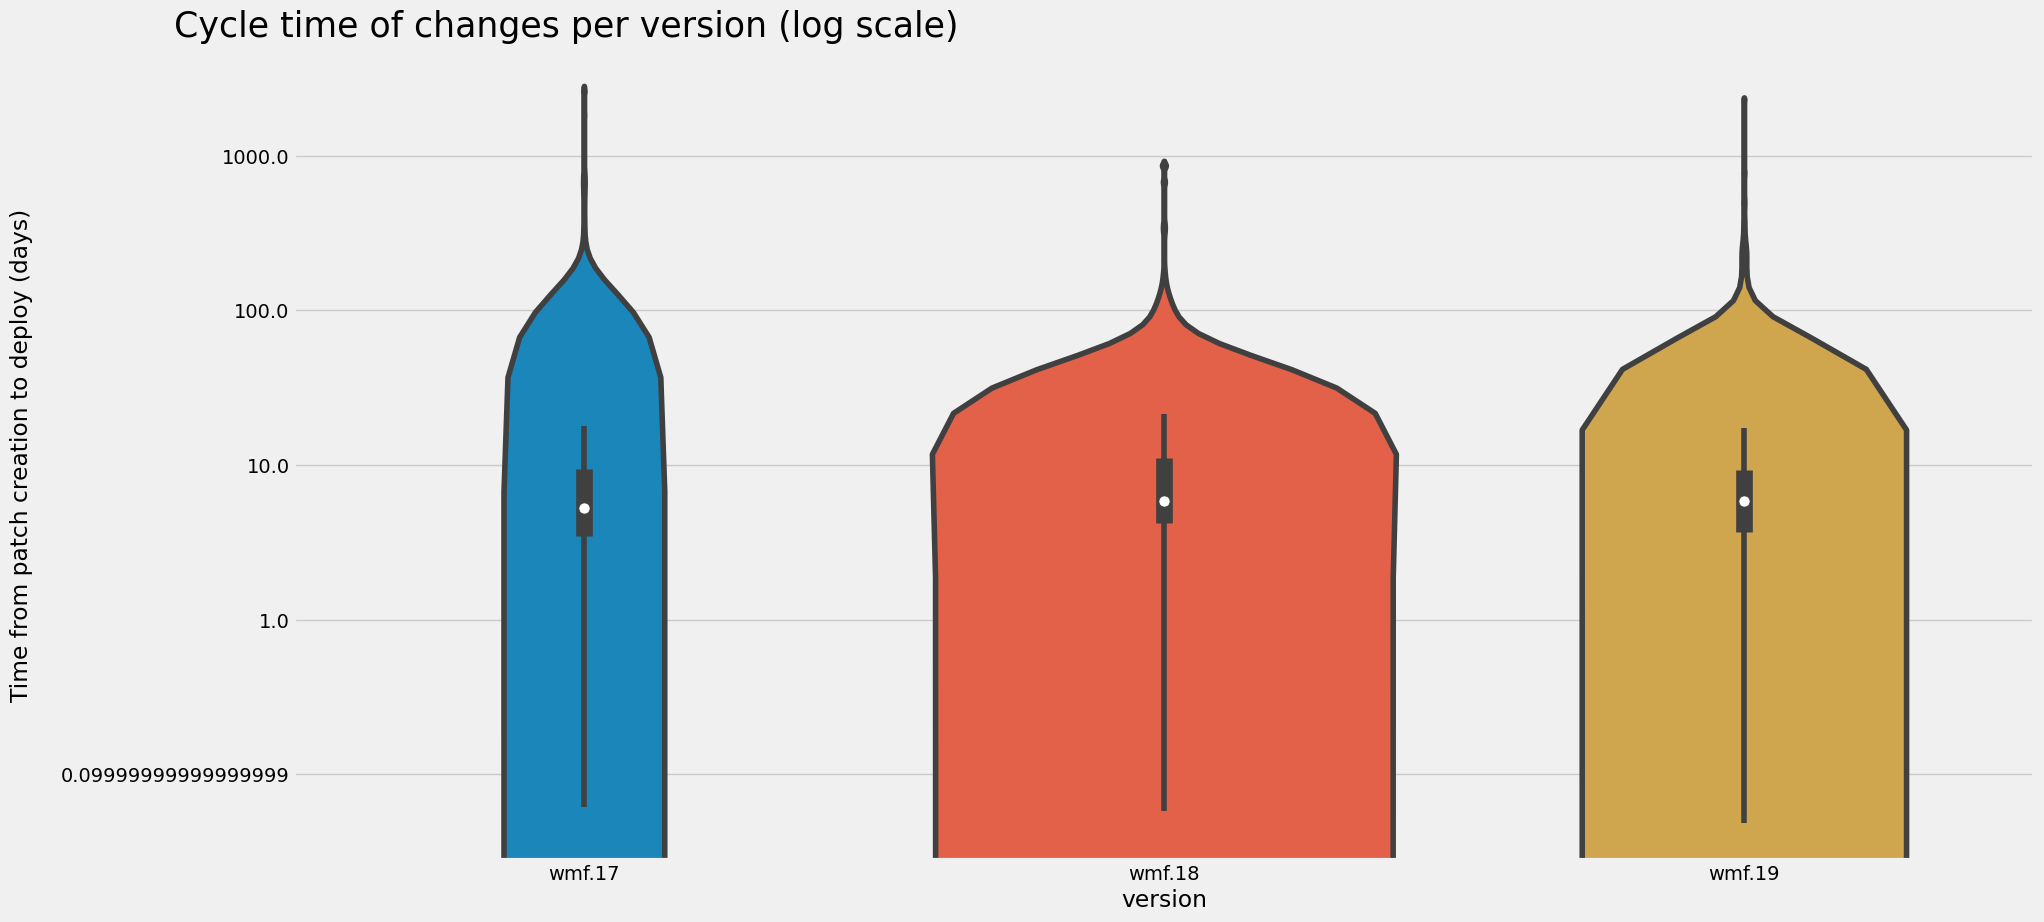 Cycle time of changes per version (log scale)
Time from patch creation to deploy (days)
1000.0
100.0
10.0
1.0
0.09999999999999999
wmf.17
wmf.18
wmf.19
version